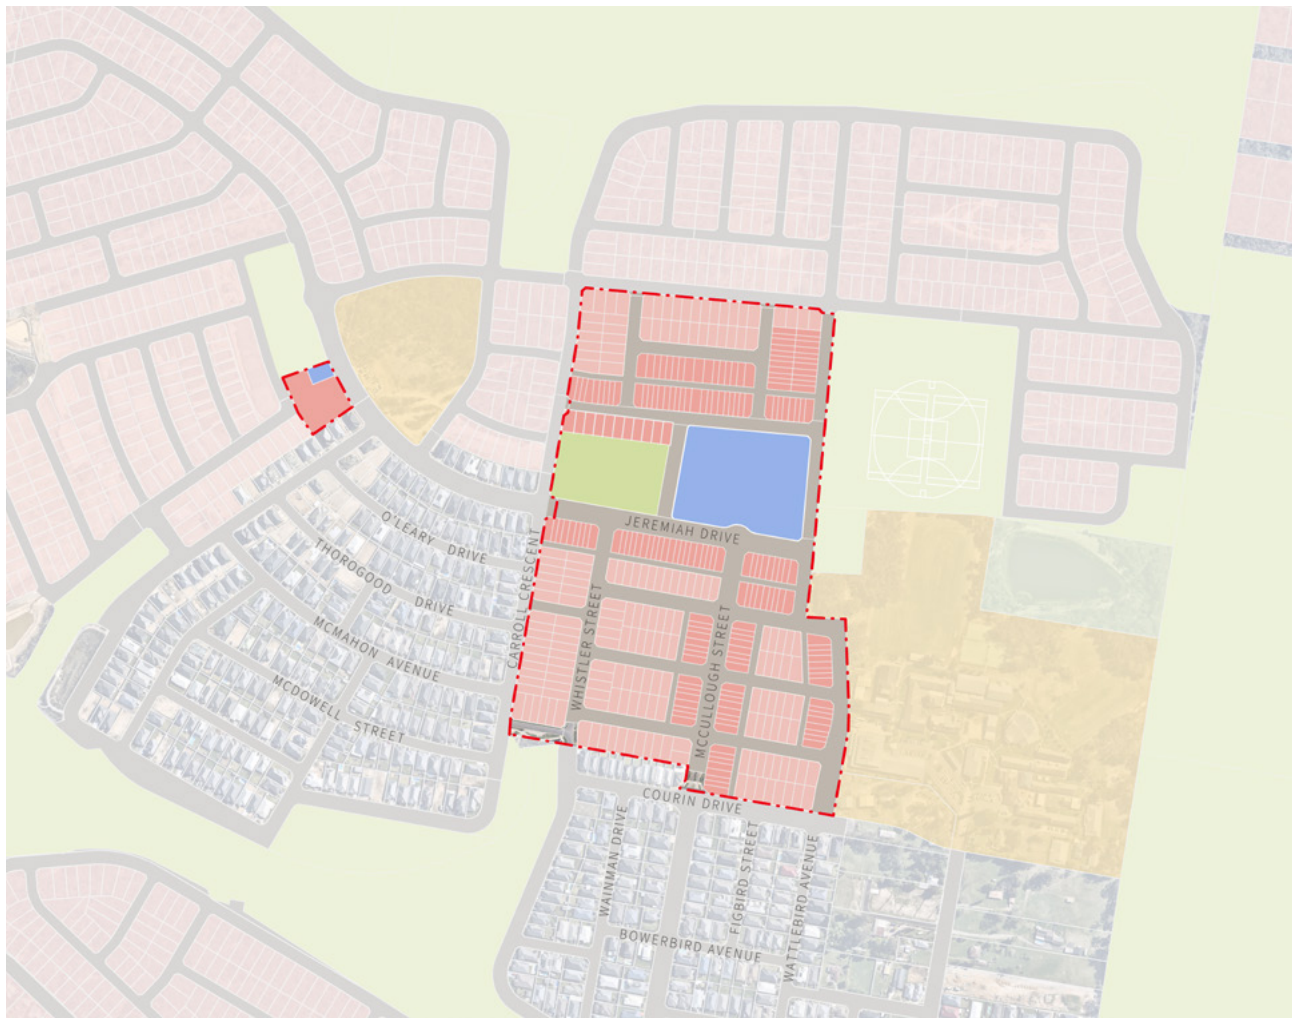 JEREMIAH DRIVE
O'LEARY DRIVE
CARROLL CRESCENT
THOROGOOD DRIVE
WHISTLER STREET
MCCULLOUGH STREET
MCMAHON AVENUE
MCDOWELL STREET
COURIN DRIVE
WAINMAN DRIVE
FIGBIRD STREET
WATTLEBIRD AVENUE
BOWERBIRD AVENUE